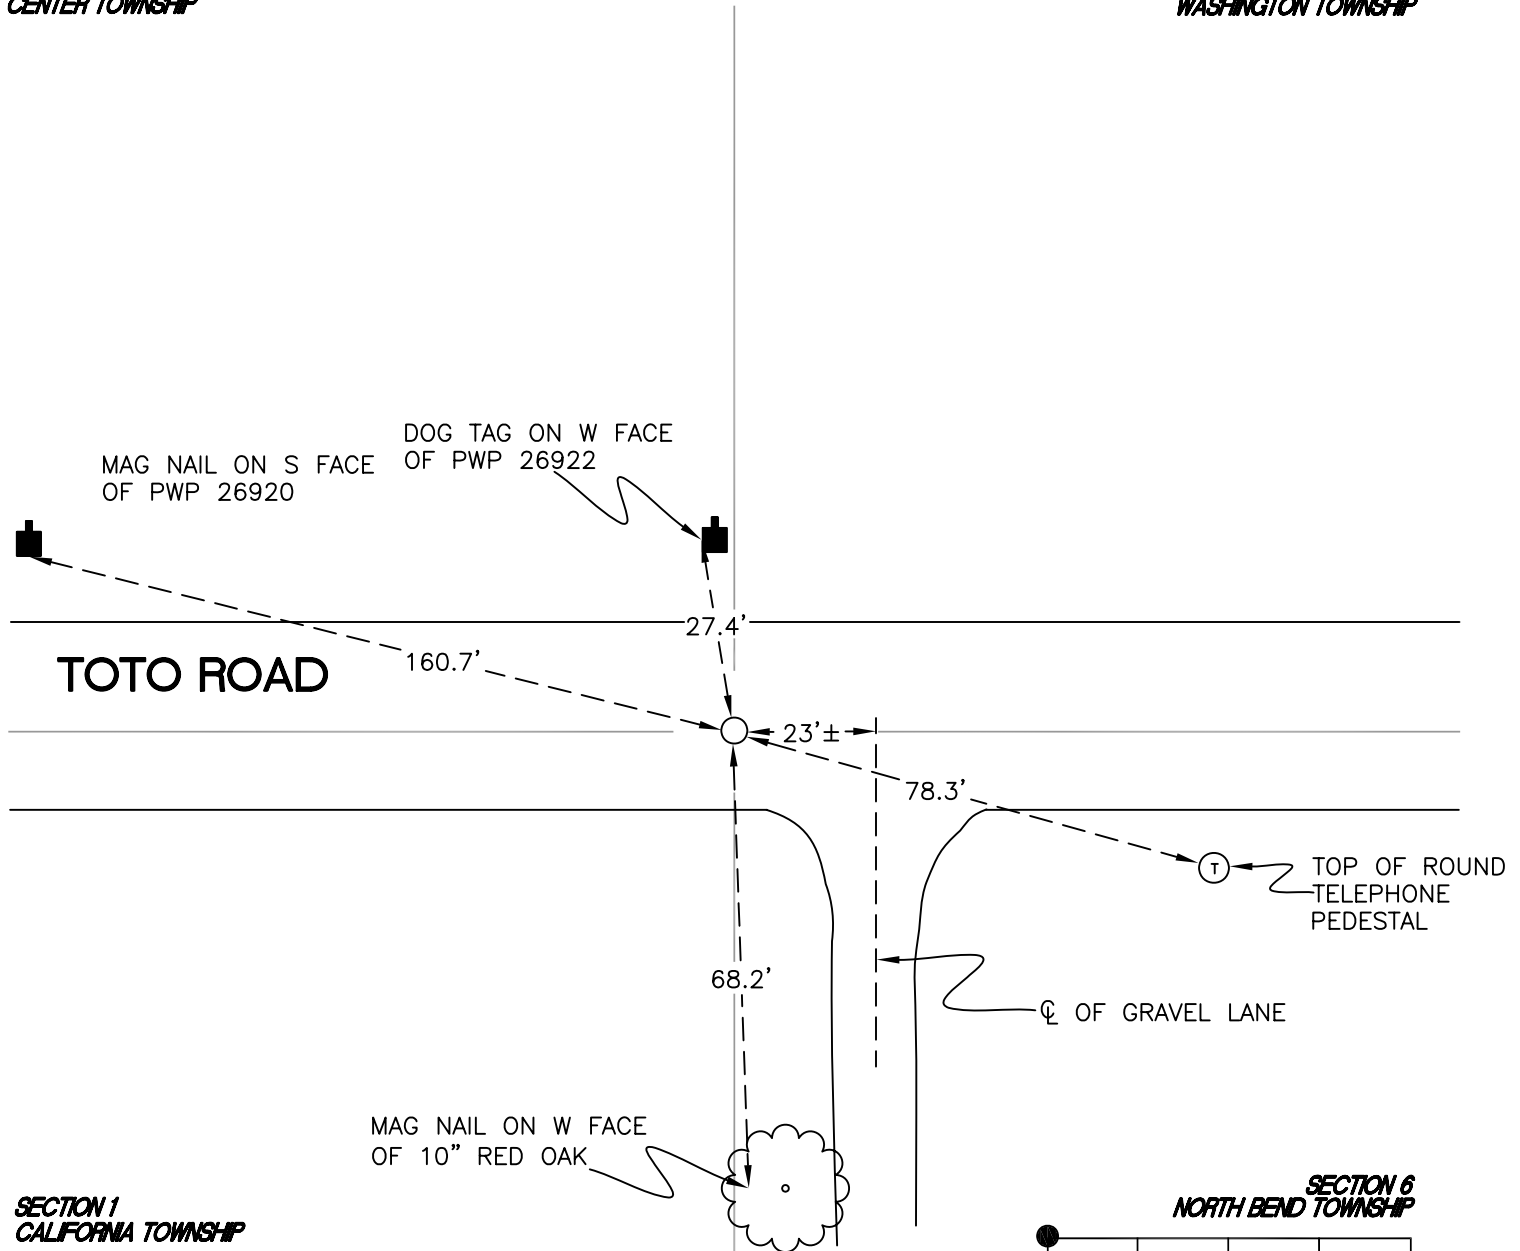 CENTER TOWNSHIP
WASHINGTON TOWNSHIP
DOG TAG ON W FACE
OF PWP 26922
MAG NAIL ON S FACE
OF PWP 26920
27.4'
160.7'
TOTO ROAD
23'±
78.3'
T
TOP OF ROUND
TELEPHONE
PEDESTAL
68.2'
℄ OF GRAVEL LANE
MAG NAIL ON W FACE
OF 10" RED OAK
SECTION 1
CALIFORNIA TOWNSHIP
SECTION 6
NORTH BEND TOWNSHIP